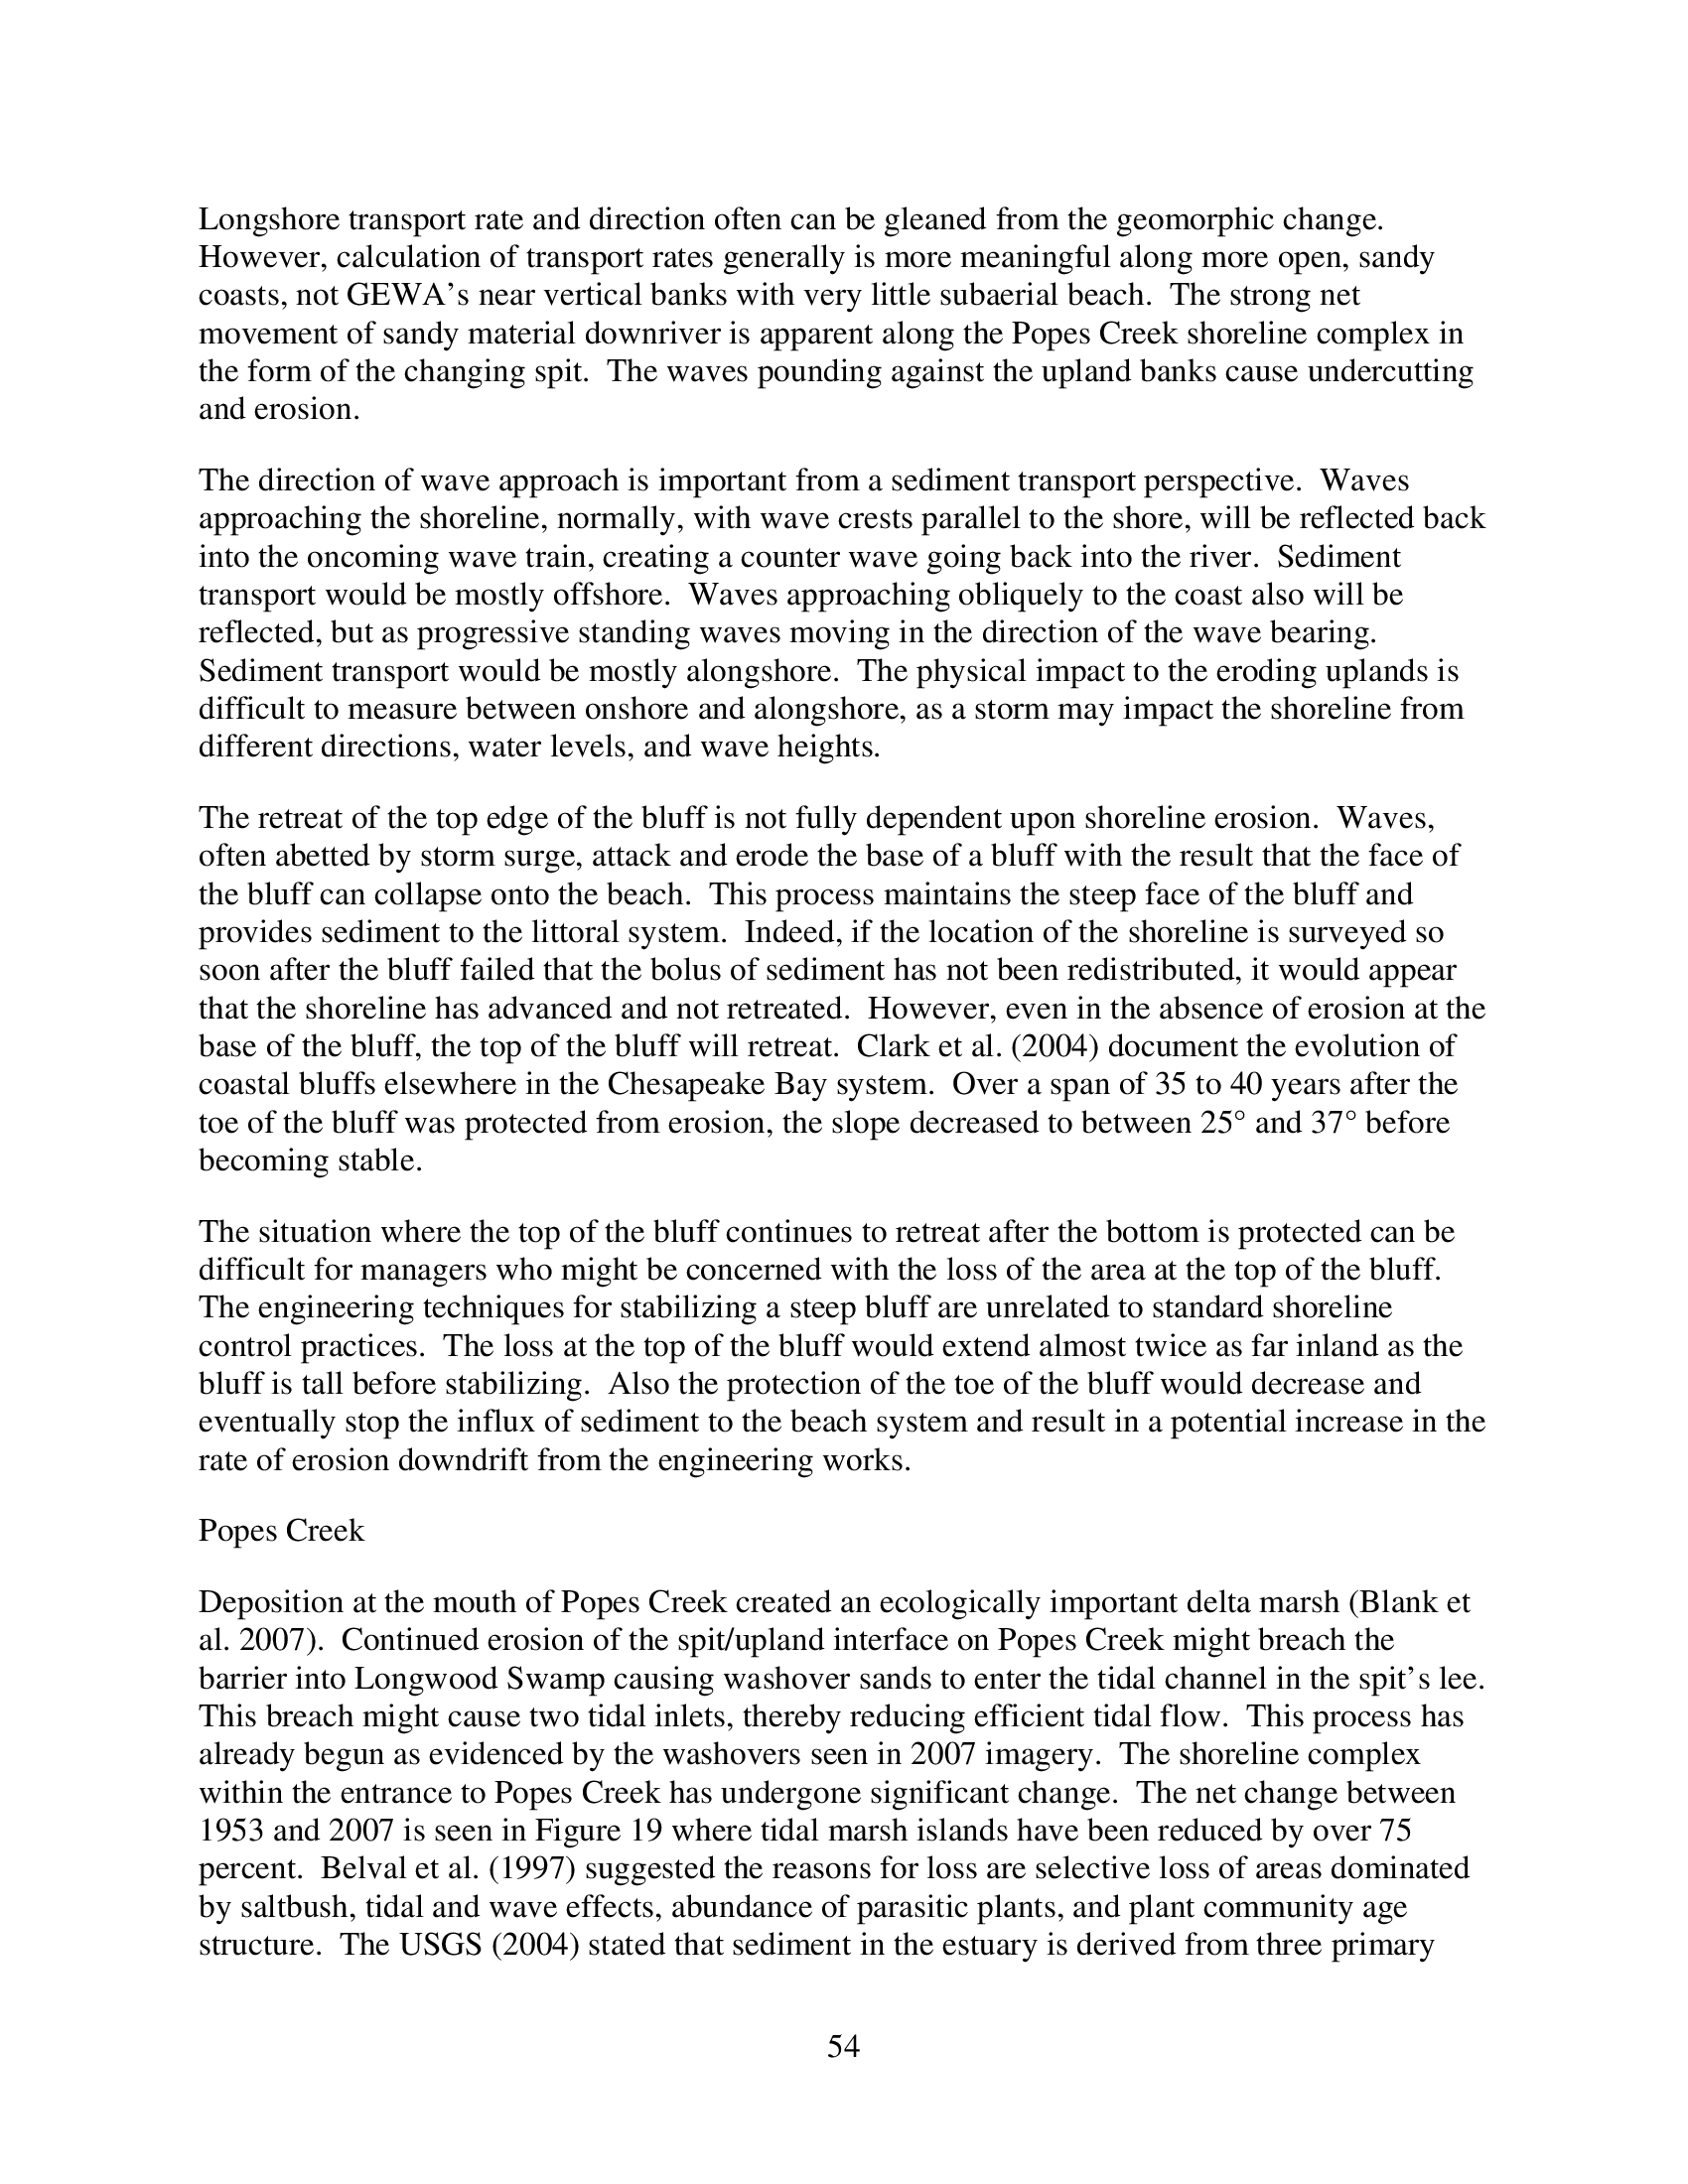 Longshore transport rate and direction often can be gleaned from the geomorphic change.
However, calculation of transport rates generally is more meaningful along more open, sandy
coasts, not GEWA’s near vertical banks with very little subaerial beach.  The strong net
movement of sandy material downriver is apparent along the Popes Creek shoreline complex in
the form of the changing spit.  The waves pounding against the upland banks cause undercutting
and erosion.
The direction of wave approach is important from a sediment transport perspective.  Waves
approaching the shoreline, normally, with wave crests parallel to the shore, will be reflected back
into the oncoming wave train, creating a counter wave going back into the river.  Sediment
transport would be mostly offshore.  Waves approaching obliquely to the coast also will be
reflected, but as progressive standing waves moving in the direction of the wave bearing.
Sediment transport would be mostly alongshore.  The physical impact to the eroding uplands is
difficult to measure between onshore and alongshore, as a storm may impact the shoreline from
different directions, water levels, and wave heights.
The retreat of the top edge of the bluff is not fully dependent upon shoreline erosion.  Waves,
often abetted by storm surge, attack and erode the base of a bluff with the result that the face of
the bluff can collapse onto the beach.  This process maintains the steep face of the bluff and
provides sediment to the littoral system.  Indeed, if the location of the shoreline is surveyed so
soon after the bluff failed that the bolus of sediment has not been redistributed, it would appear
that the shoreline has advanced and not retreated.  However, even in the absence of erosion at the
base of the bluff, the top of the bluff will retreat.  Clark et al. (2004) document the evolution of
coastal bluffs elsewhere in the Chesapeake Bay system.  Over a span of 35 to 40 years after the
toe of the bluff was protected from erosion, the slope decreased to between 25° and 37° before
becoming stable.
The situation where the top of the bluff continues to retreat after the bottom is protected can be
difficult for managers who might be concerned with the loss of the area at the top of the bluff.
The engineering techniques for stabilizing a steep bluff are unrelated to standard shoreline
control practices.  The loss at the top of the bluff would extend almost twice as far inland as the
bluff is tall before stabilizing.  Also the protection of the toe of the bluff would decrease and
eventually stop the influx of sediment to the beach system and result in a potential increase in the
rate of erosion downdrift from the engineering works.
Popes Creek
Deposition at the mouth of Popes Creek created an ecologically important delta marsh (Blank et
al. 2007).  Continued erosion of the spit/upland interface on Popes Creek might breach the
barrier into Longwood Swamp causing washover sands to enter the tidal channel in the spit’s lee.
This breach might cause two tidal inlets, thereby reducing efficient tidal flow.  This process has
already begun as evidenced by the washovers seen in 2007 imagery.  The shoreline complex
within the entrance to Popes Creek has undergone significant change.  The net change between
1953 and 2007 is seen in Figure 19 where tidal marsh islands have been reduced by over 75
percent.  Belval et al. (1997) suggested the reasons for loss are selective loss of areas dominated
by saltbush, tidal and wave effects, abundance of parasitic plants, and plant community age
structure.  The USGS (2004) stated that sediment in the estuary is derived from three primary
54